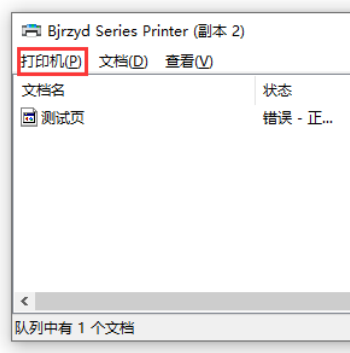 Bjrzyd Series Printer (副本 2)
打印机(P) 文档(D) 查看(V)
文档名 状态
测试页 错误 - 正...
队列中有 1 个文档